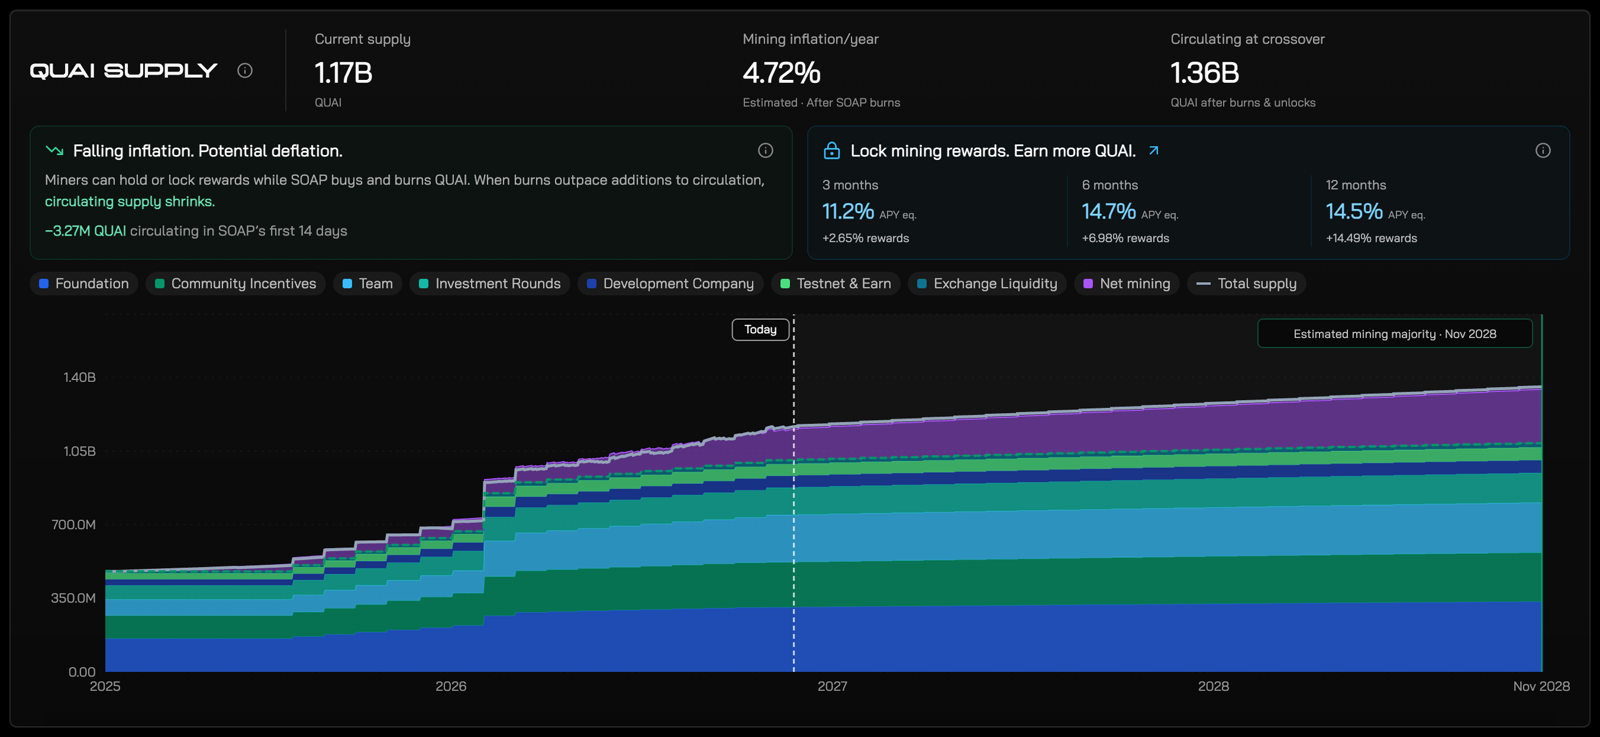 QUAI SUPPLY
Current supply
1.17B
QUAI
Mining inflation/year
4.72%
Estimated · After SOAP burns
Circulating at crossover
1.36B
QUAI after burns & unlocks
Falling inflation. Potential deflation.
Miners can hold or lock rewards while SOAP buys and burns QUAI. When burns outpace additions to circulation,
circulating supply shrinks.
−3.27M QUAI circulating in SOAP's first 14 days
Lock mining rewards. Earn more QUAI.
3 months
11.2% APY eq.
+2.65% rewards
6 months
14.7% APY eq.
+6.98% rewards
12 months
14.5% APY eq.
+14.49% rewards
Foundation
Community Incentives
Team
Investment Rounds
Development Company
Testnet & Earn
Exchange Liquidity
Net mining
Total supply
Today
Estimated mining majority · Nov 2028
1.40B
1.05B
700.0M
350.0M
0.00
2025
2026
2027
2028
Nov 2028